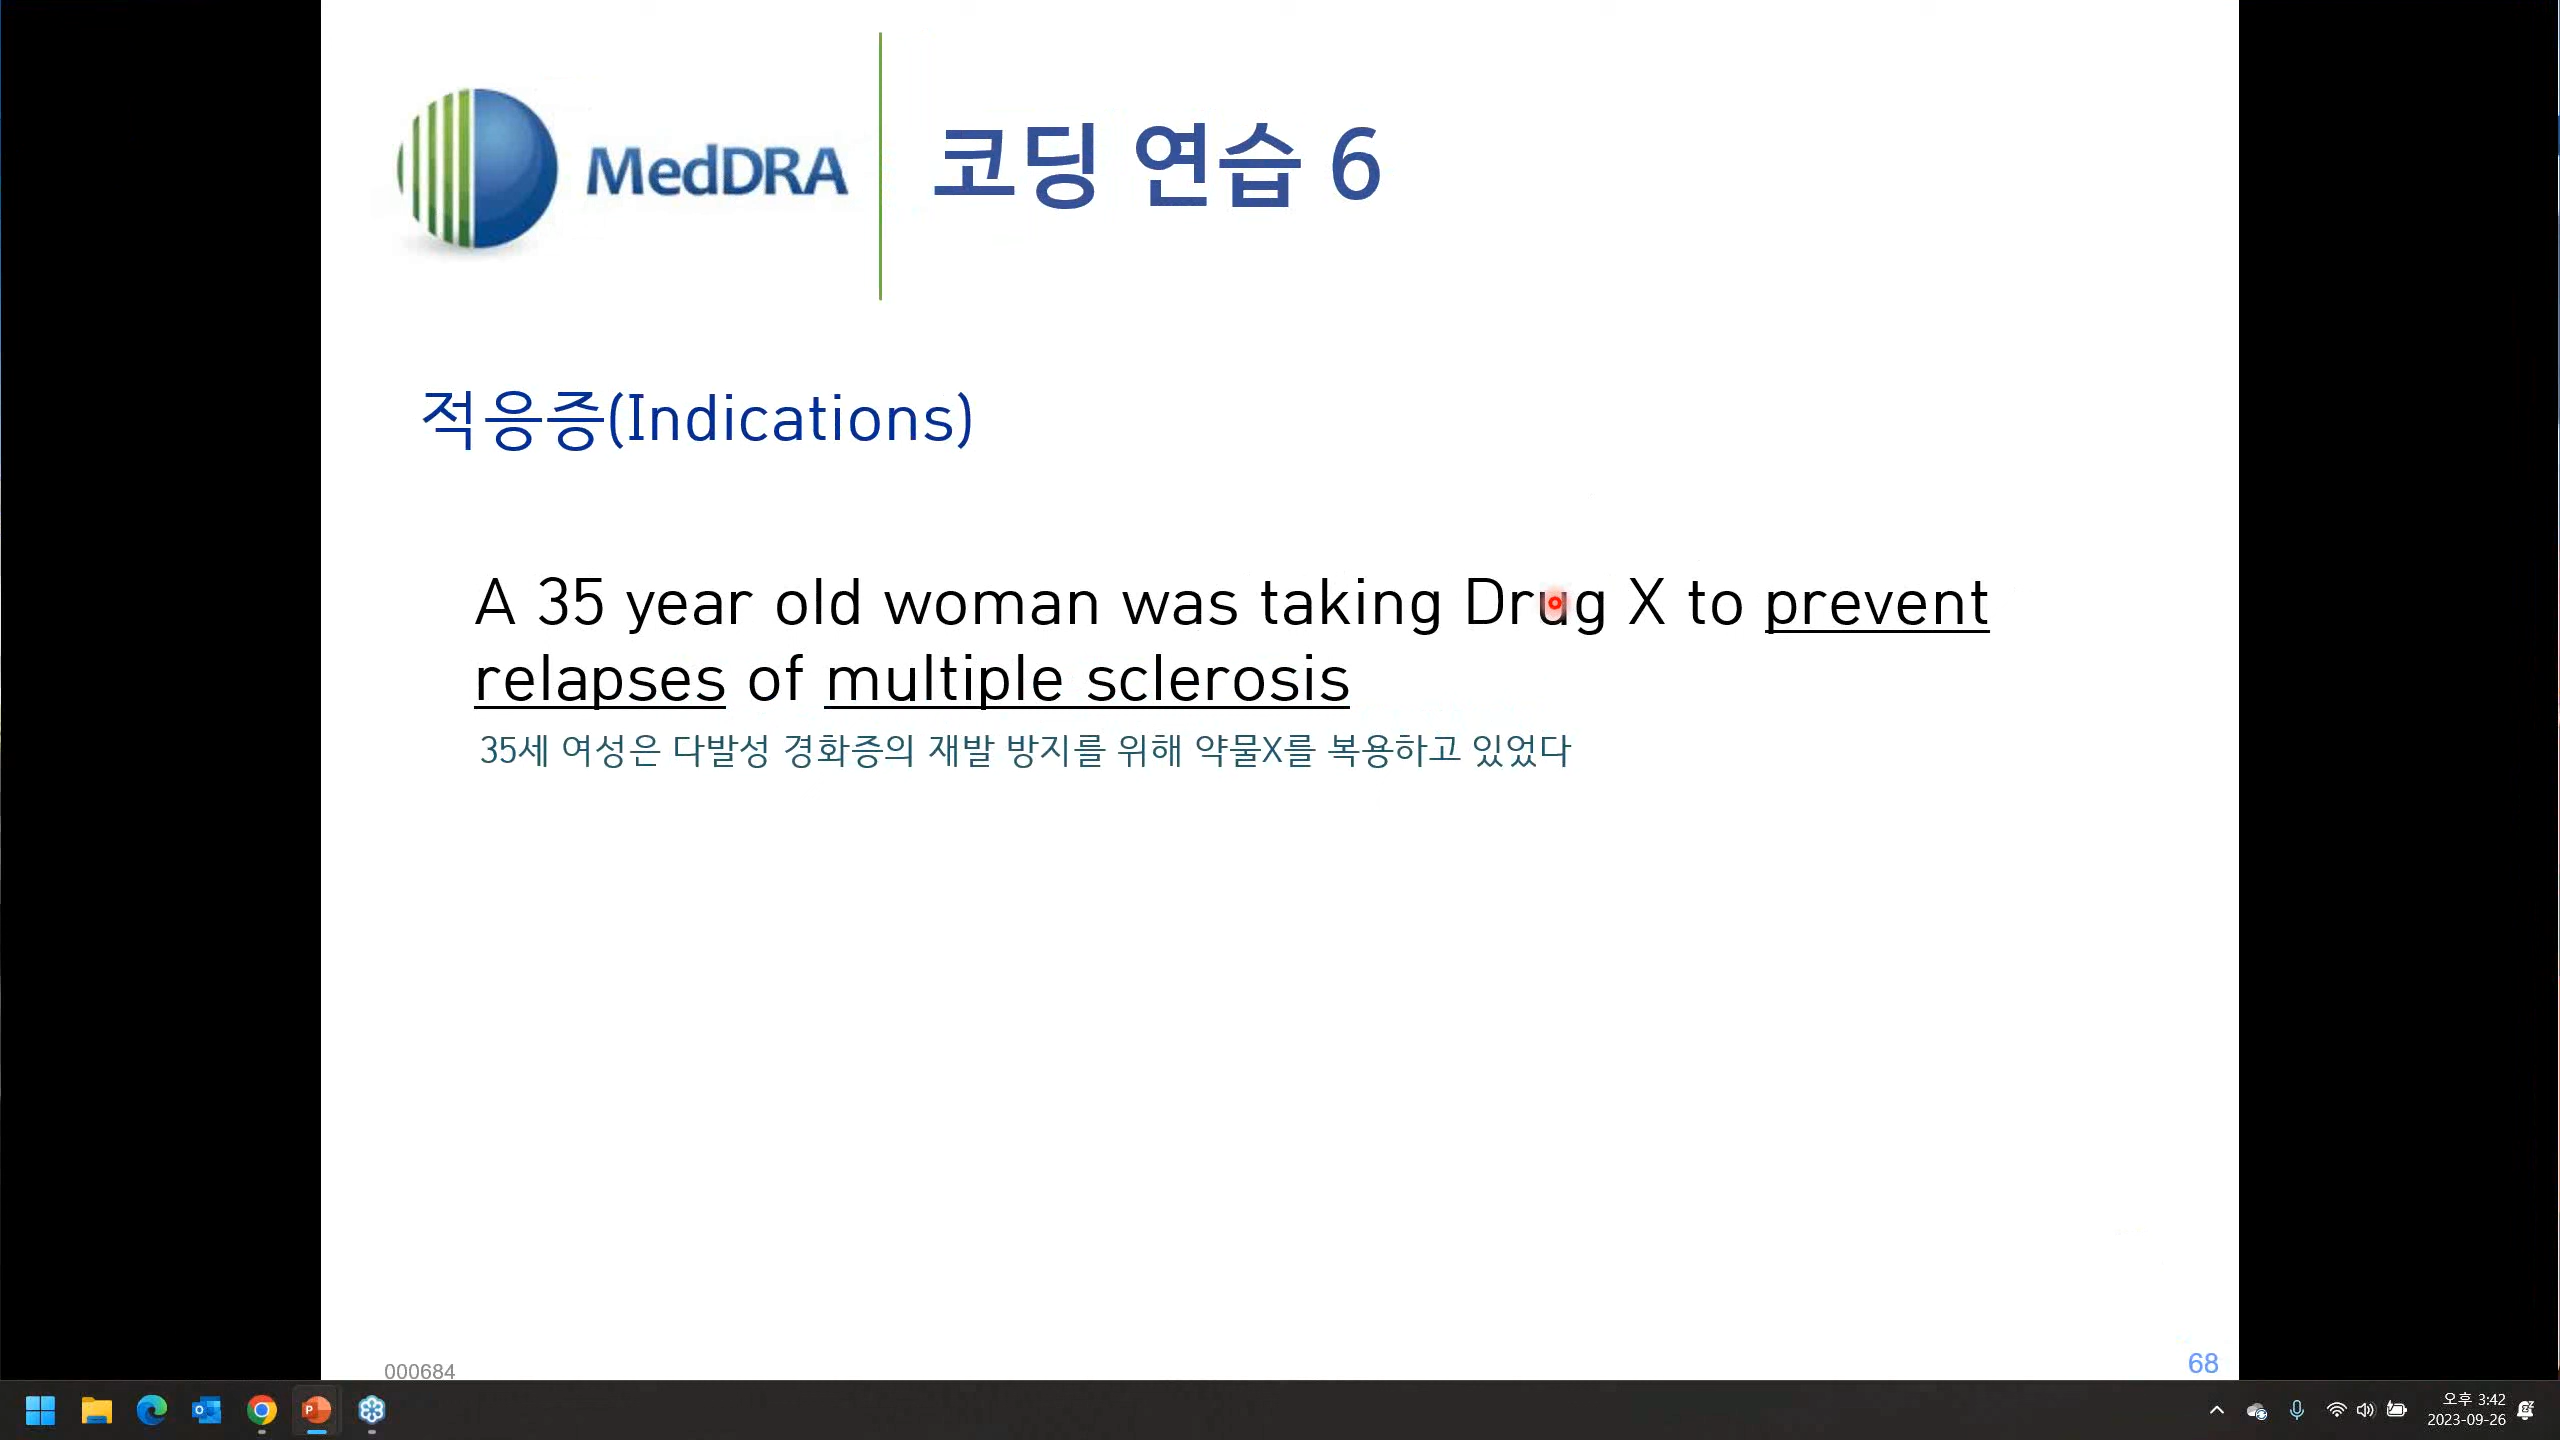 MedDRA
코딩 연습 6
적응증(Indications)
A 35 year old woman was taking Drug X to prevent
relapses of multiple sclerosis
35세 여성은 다발성 경화증의 재발 방지를 위해 약물X를 복용하고 있었다
000684
68
오후 3:42
2023-09-26